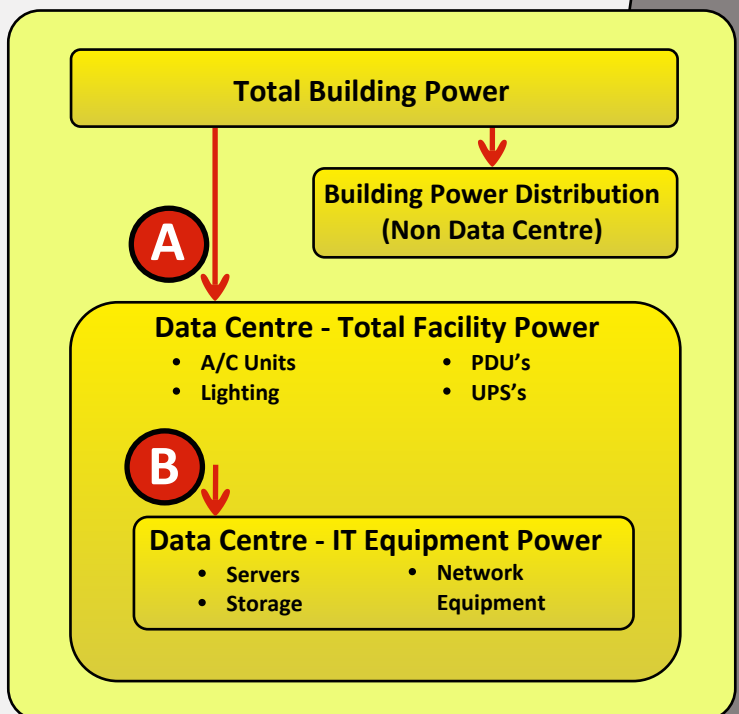 Total Building Power
Building Power Distribution
(Non Data Centre)
A
Data Centre - Total Facility Power
• A/C Units
• Lighting
• PDU's
• UPS's
B
Data Centre - IT Equipment Power
• Servers
• Storage
• Network
Equipment